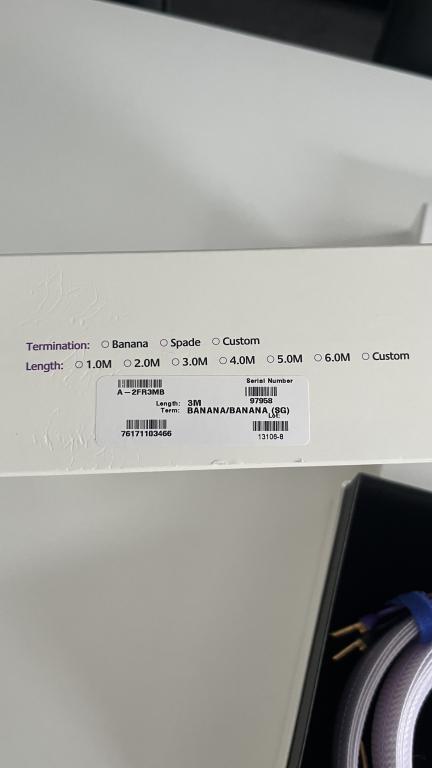 Termination: ○ Banana ○ Spade ○ Custom
Length: ○ 1.0M ○ 2.0M ○ 3.0M ○ 4.0M ○ 5.0M ○ 6.0M ○ Custom
Serial Number
A-2FR3MB
97958
Length: 3M
Term: BANANA/BANANA (SG)
Lot:
76171103466
13106-8